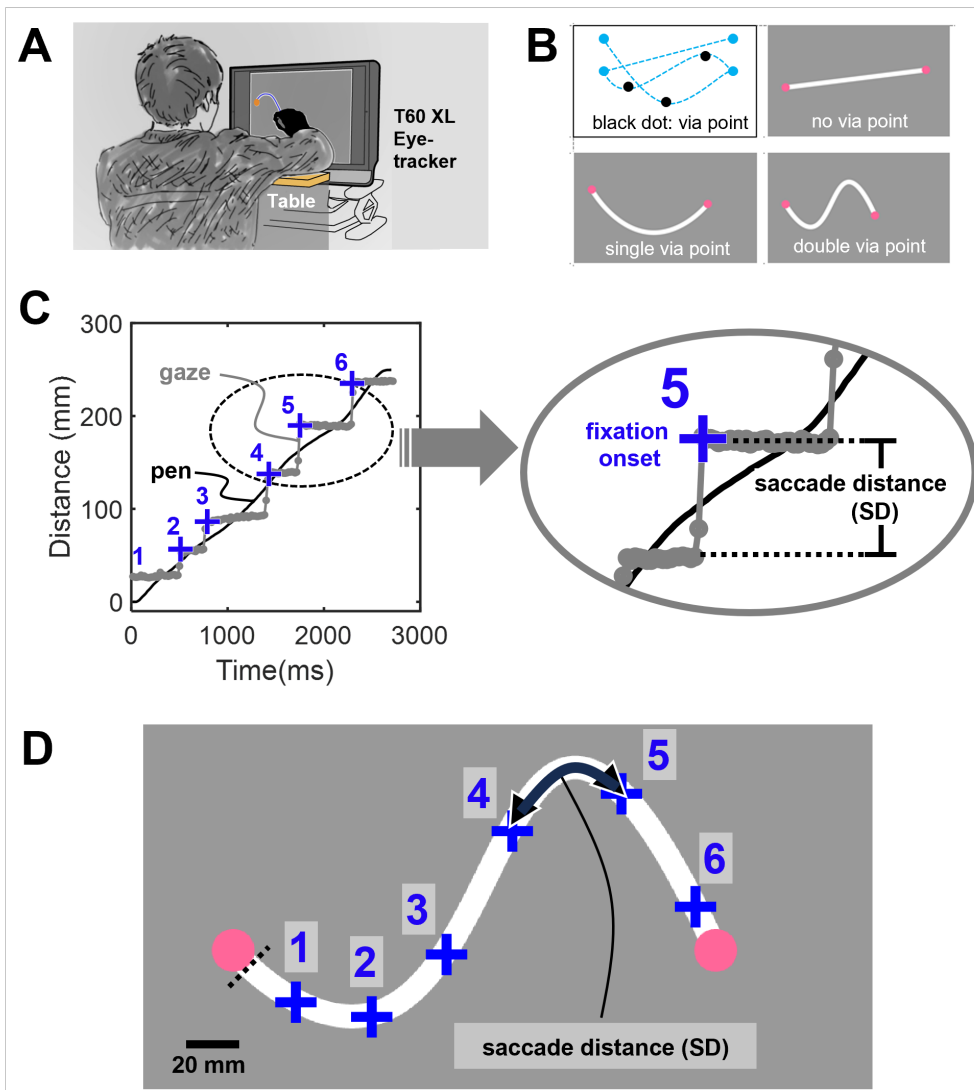 A
T60 XL
Eye-
tracker
Table
B
black dot: via point
no via point
single via point
double via point
C
300
200
100
0
Distance (mm)
0
1000
2000
3000
Time(ms)
gaze
pen
1
2
3
4
5
6
5
fixation
onset
saccade distance
(SD)
D
1
2
3
4
5
6
20 mm
saccade distance (SD)